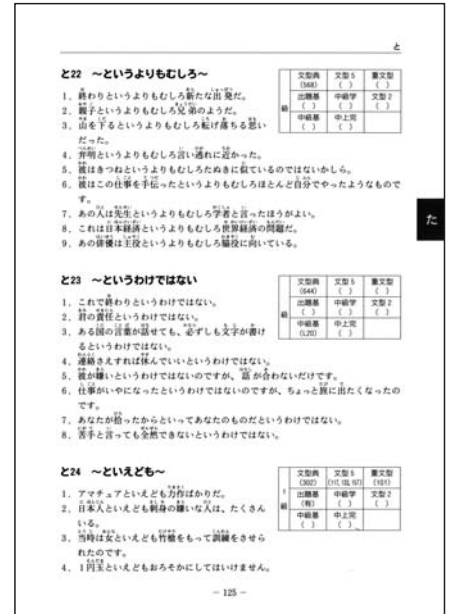 と
と22 ～というよりもむしろ～
文型典 文型5 重文型
(568) ( ) ( )
出題基 中級学 文型2
( ) ( ) ( )
級
中級基 中上完
( ) ( )
1. 終わりというよりもむしろ新たな出発だ。
2. 親子というよりもむしろ兄弟のようだ。
3. 山を下るというよりもむしろ転げ落ちる思い
だった。
4. 弁明というよりもむしろ言い逃れに近かった。
5. 彼はきつねというよりもむしろたぬきに似ているのではないかしら。
6. 彼はこの仕事を手伝ったというよりもむしろほとんど自分でやったようなもので
す。
7. あの人は先生というよりもむしろ学者と言ったほうがよい。
8. これは日本経済というよりもむしろ世界経済の問題だ。
9. あの俳優は主役というよりもむしろ脇役に向いている。
た
と23 ～というわけではない
文型典 文型5 重文型
(644) ( ) ( )
出題基 中級学 文型2
( ) ( ) ( )
級
中級基 中上完
(L20) ( )
1. これで終わりというわけではない。
2. 君の責任というわけではない。
3. ある国の言葉が話せても、必ずしも文字が書け
るというわけではない。
4. 連絡さえすれば休んでいいというわけではない。
5. 彼が嫌いというわけではないのですが、話が合わないだけです。
6. 仕事がいやになったというわけではないのですが、ちょっと旅に出たくなったの
です。
7. あなたが拾ったからといってあなたのものだというわけではない。
8. 苦手と言っても全然できないというわけではない。
と24 ～といえども～
文型典 文型5 重文型
(302) (117, 133, 157) (101)
1
出題基 中級学 文型2
(有) ( ) ( )
級
中級基 中上完
( ) ( )
1. アマチュアといえども力作ばかりだ。
2. 日本人といえども刺身の嫌いな人は、たくさん
いる。
3. 当時は女といえども竹槍をもって訓練をさせら
れたのです。
4. 1円玉といえどもおろそかにしてはいけません。
- 125 -